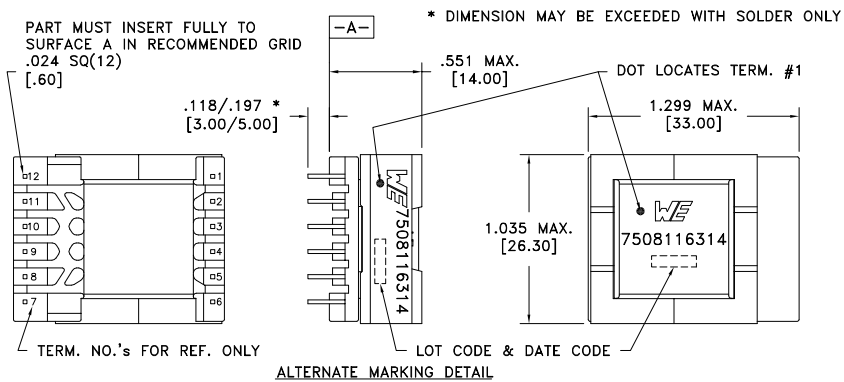 PART MUST INSERT FULLY TO
SURFACE A IN RECOMMENDED GRID
.024 SQ(12)
[.60]
-A-
* DIMENSION MAY BE EXCEEDED WITH SOLDER ONLY
.551 MAX.
[14.00]
DOT LOCATES TERM. #1
.118/.197 *
[3.00/5.00]
1.299 MAX.
[33.00]
12
11
10
9
8
7
1
2
3
4
5
6
WE 7508116314
1.035 MAX.
[26.30]
WE
7508116314
TERM. NO.'s FOR REF. ONLY
LOT CODE & DATE CODE
ALTERNATE MARKING DETAIL